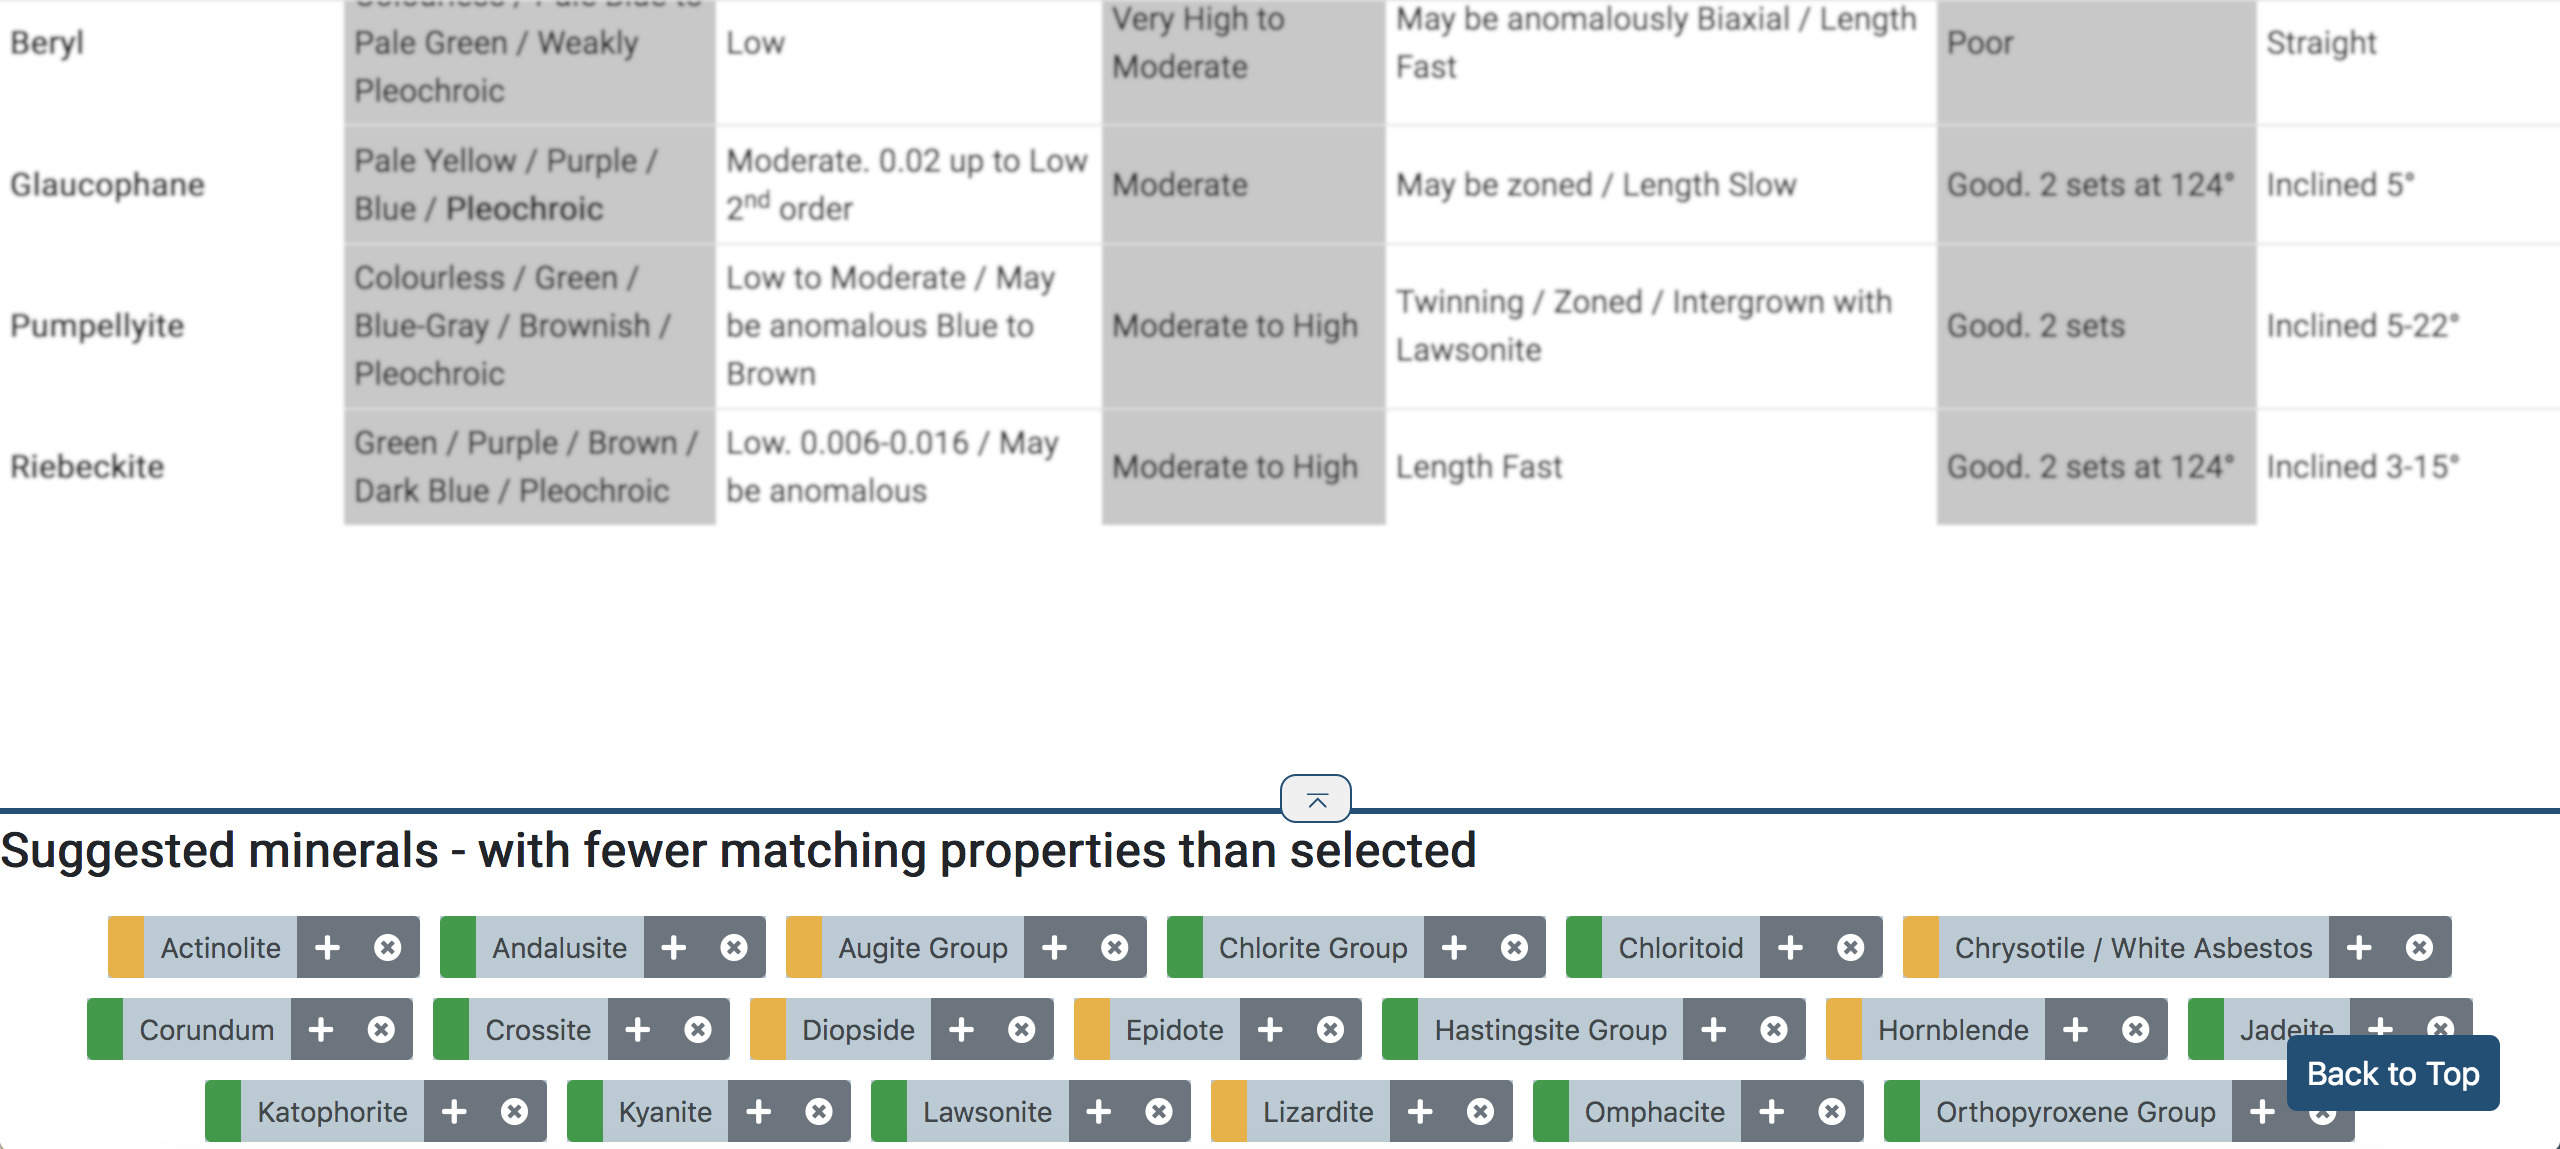 Colourless / Pale Blue to
Very High to
May be anomalously Biaxial / Length
Beryl
Pale Green / Weakly
Low
Poor
Straight
Moderate
Fast
Pleochroic
Pale Yellow / Purple /
Moderate. 0.02 up to Low
Glaucophane
Moderate
May be zoned / Length Slow
Good. 2 sets at 124°
Inclined 5°
Blue / Pleochroic
2nd order
Colourless / Green /
Low to Moderate / May
Twinning / Zoned / Intergrown with
Pumpellyite
Blue-Gray / Brownish /
be anomalous Blue to
Moderate to High
Good. 2 sets
Inclined 5-22°
Lawsonite
Pleochroic
Brown
Green / Purple / Brown /
Low. 0.006-0.016 / May
Riebeckite
Moderate to High
Length Fast
Good. 2 sets at 124°
Inclined 3-15°
Dark Blue / Pleochroic
be anomalous
Suggested minerals - with fewer matching properties than selected
Actinolite
Andalusite
Augite Group
Chlorite Group
Chloritoid
Chrysotile / White Asbestos
Corundum
Crossite
Diopside
Epidote
Hastingsite Group
Hornblende
Jadeite
Back to Top
Katophorite
Kyanite
Lawsonite
Lizardite
Omphacite
Orthopyroxene Group